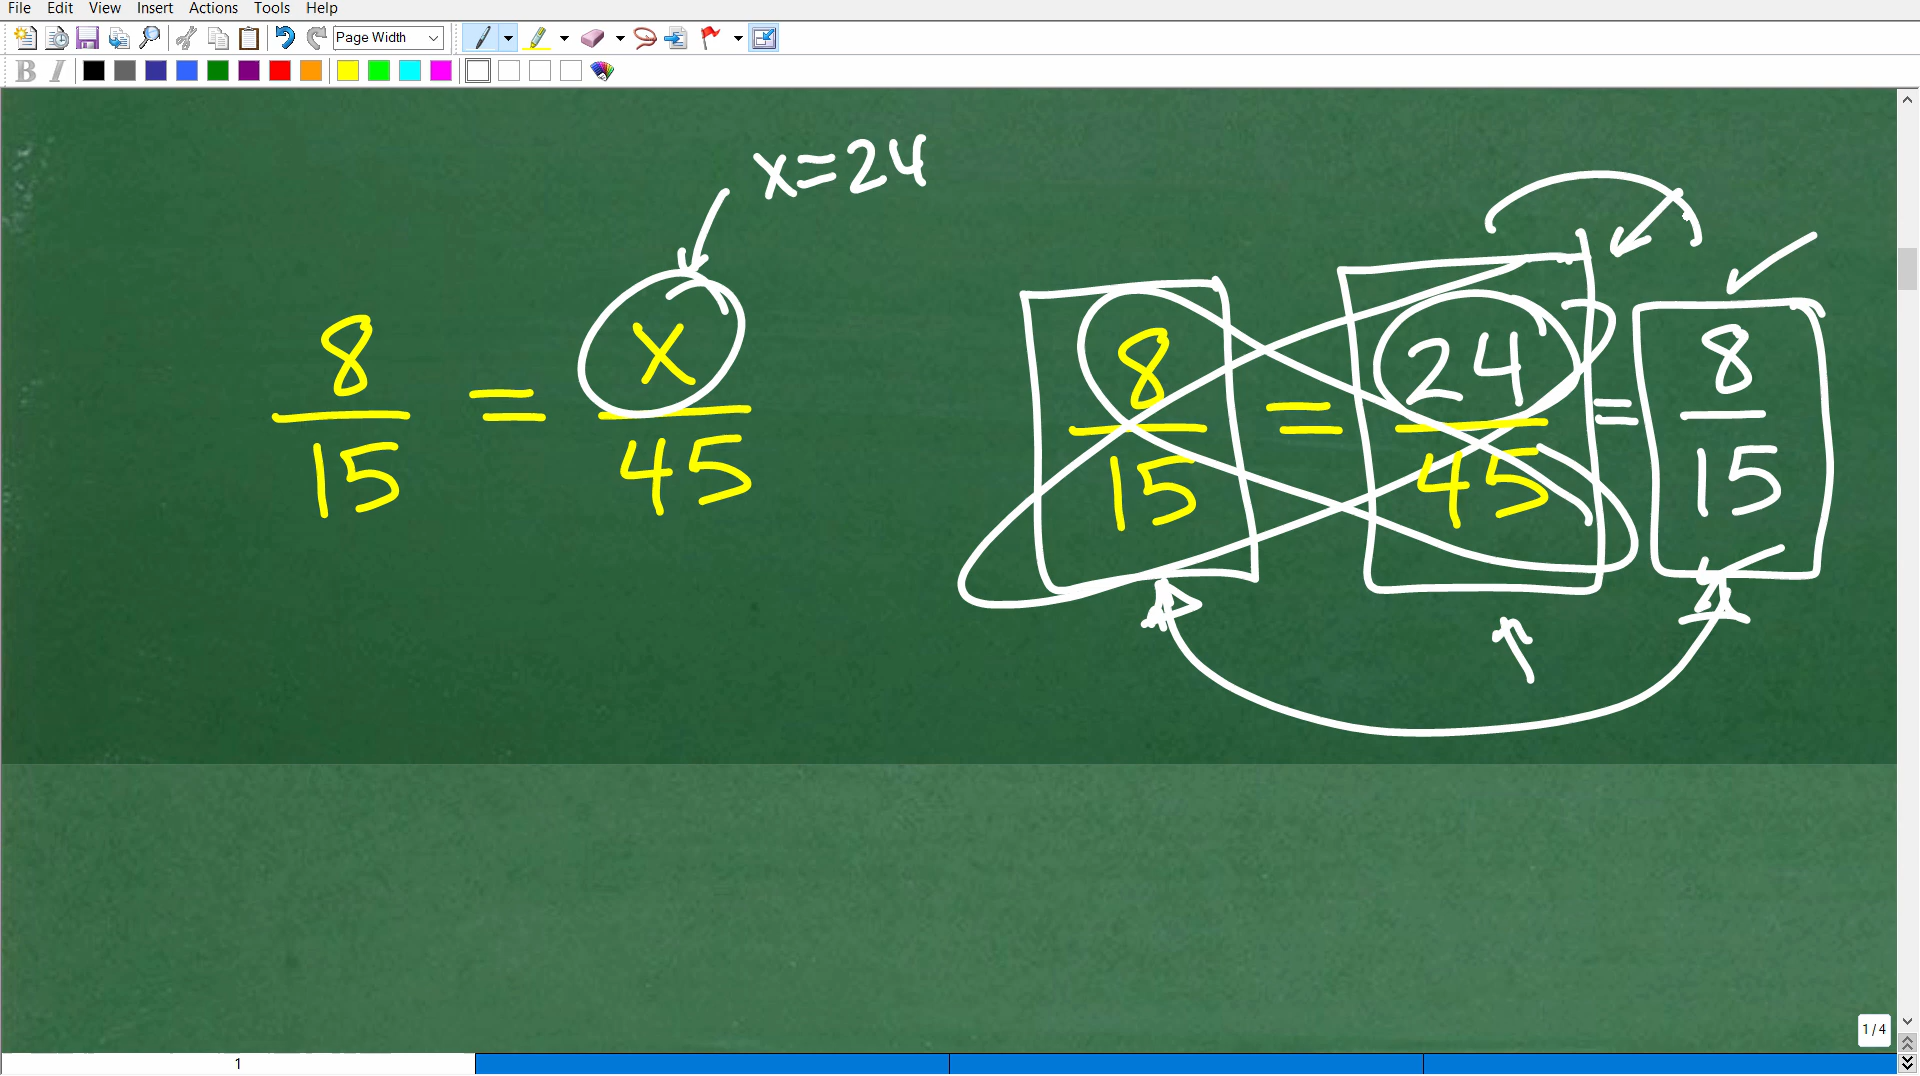 File Edit View Insert Actions Tools Help
Page Width
B I
x=24
8/15 = x/45
8/15 = 24/45 = 8/15
1 / 4
1